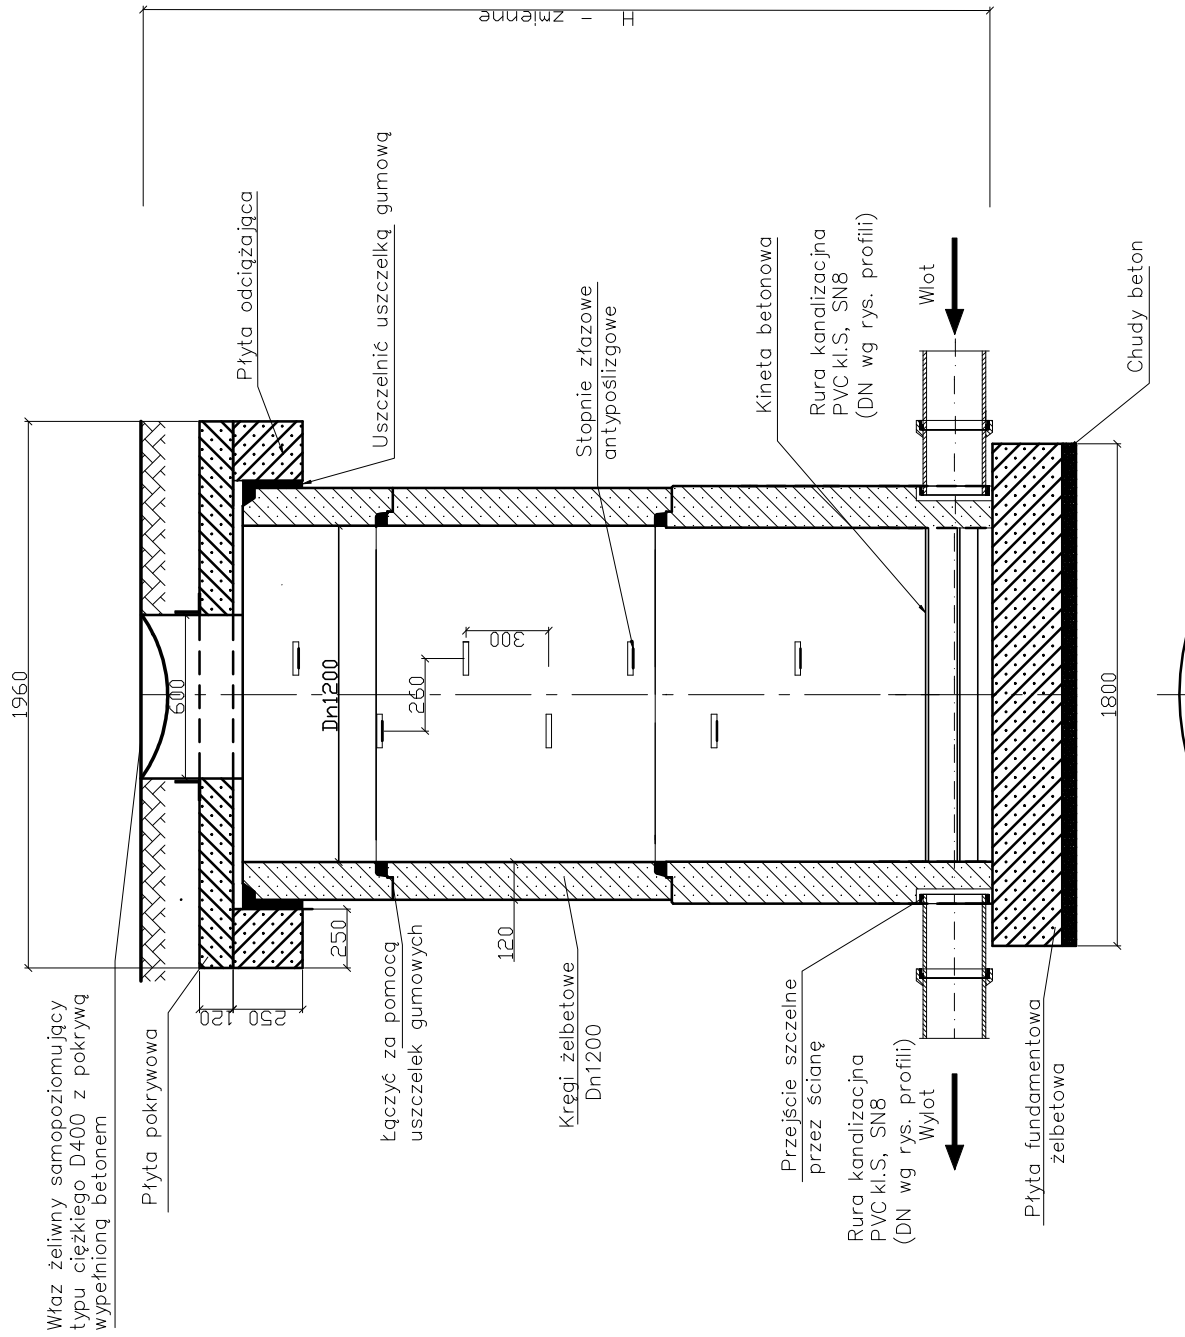 H - zmienne
Płyta odciążająca
Uszczelnić uszczelką gumową
Stopnie złazowe
antypoślizgowe
Kineta betonowa
Rura kanalizacjna
PVC kl.S, SN8
(DN wg rys. profili)
Wlot
Chudy beton
1960
600
Dn1200
260
300
1800
250
120
250
120
Właz żeliwny samopoziomujący
typu ciężkiego D400 z pokrywą
wypełnioną betonem
Płyta pokrywowa
Łączyć za pomocą
uszczelek gumowych
Kręgi żelbetowe
Dn1200
Przejście szczelne
przez ścianę
Rura kanalizacjna
PVC kl.S, SN8
(DN wg rys. profili)
Wylot
Płyta fundamentowa
żelbetowa